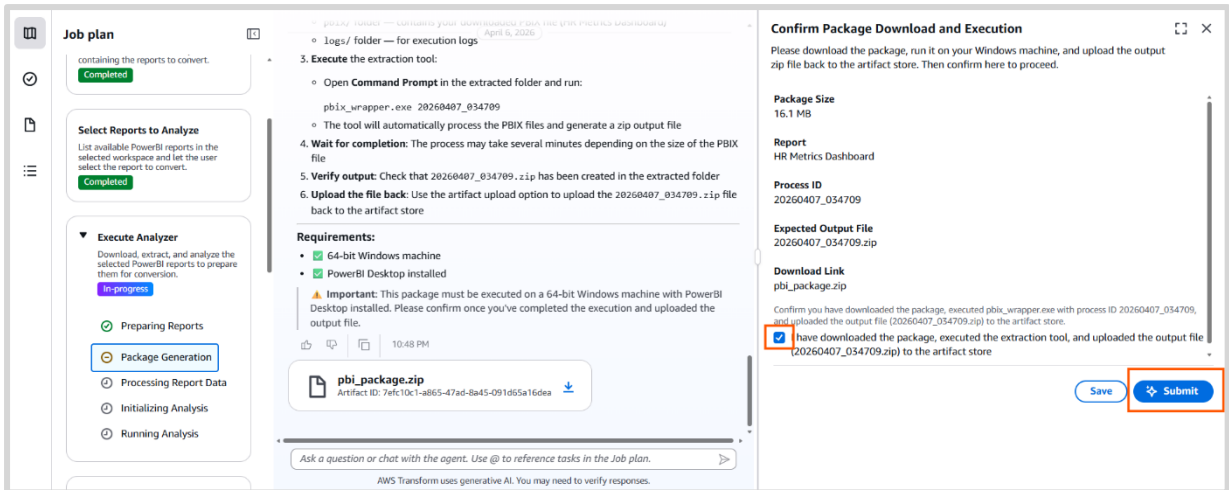 Job plan
containing the reports to convert.
Completed
Select Reports to Analyze
List available PowerBI reports in the
selected workspace and let the user
select the report to convert.
Completed
Execute Analyzer
Download, extract, and analyze the
selected PowerBI reports to prepare
them for conversion.
In-progress
Preparing Reports
Package Generation
Processing Report Data
Initializing Analysis
Running Analysis
pbix/ folder — contains your downloaded PBIX file (HR Metrics Dashboard)
April 6, 2026
logs/ folder — for execution logs
3. Execute the extraction tool:
Open Command Prompt in the extracted folder and run:
pbix_wrapper.exe 20260407_034709
The tool will automatically process the PBIX files and generate a zip output file
4. Wait for completion: The process may take several minutes depending on the size of the PBIX
file
5. Verify output: Check that 20260407_034709.zip has been created in the extracted folder
6. Upload the file back: Use the artifact upload option to upload the 20260407_034709.zip file
back to the artifact store
Requirements:
• ✅ 64-bit Windows machine
• ✅ PowerBI Desktop installed
⚠️ Important: This package must be executed on a 64-bit Windows machine with PowerBI
Desktop installed. Please confirm once you've completed the execution and uploaded the
output file.
10:48 PM
pbi_package.zip
Artifact ID: 7efc10c1-a865-47ad-8a45-091d65a16dea
Ask a question or chat with the agent. Use @ to reference tasks in the Job plan.
AWS Transform uses generative AI. You may need to verify responses.
Confirm Package Download and Execution
Please download the package, run it on your Windows machine, and upload the output
zip file back to the artifact store. Then confirm here to proceed.
Package Size
16.1 MB
Report
HR Metrics Dashboard
Process ID
20260407_034709
Expected Output File
20260407_034709.zip
Download Link
pbi_package.zip
Confirm you have downloaded the package, executed pbix_wrapper.exe with process ID 20260407_034709,
and uploaded the output file (20260407_034709.zip) to the artifact store.
I have downloaded the package, executed the extraction tool, and uploaded the output file
(20260407_034709.zip) to the artifact store
Save
Submit